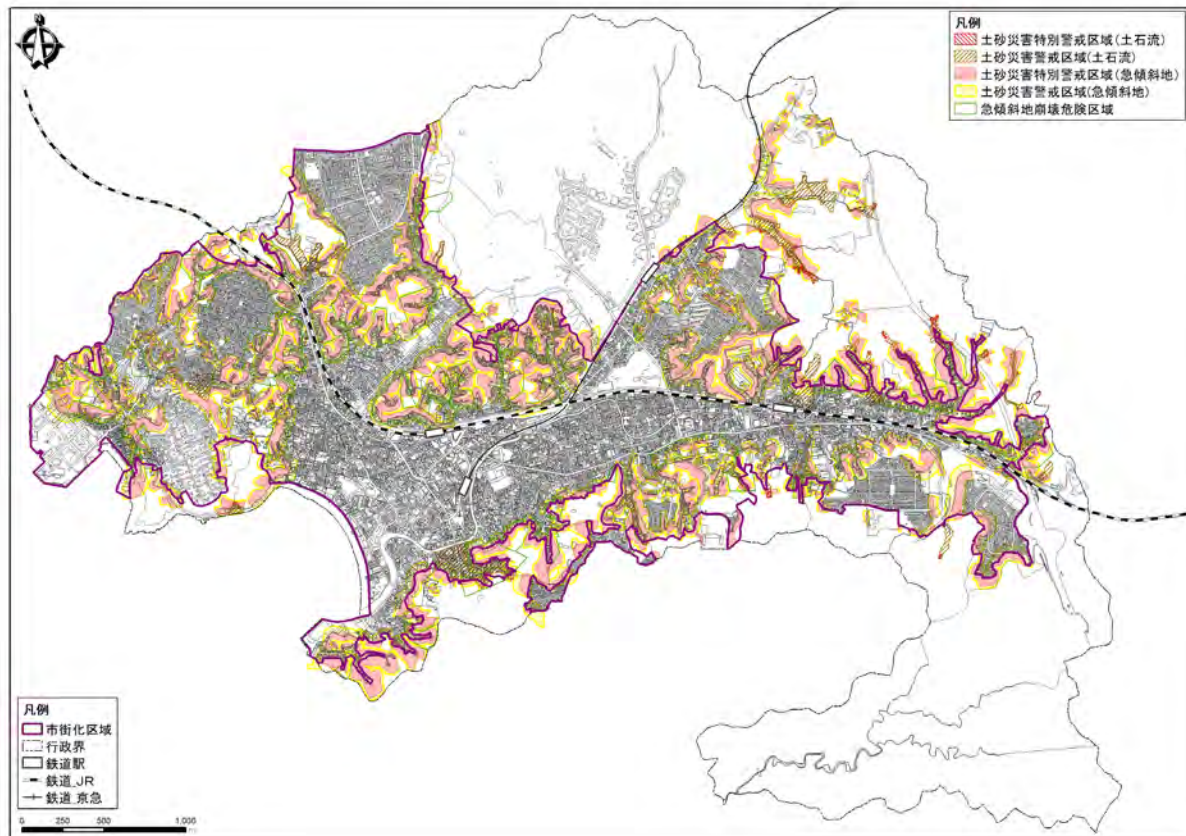 凡例
土砂災害特別警戒区域(土石流)
土砂災害警戒区域(土石流)
土砂災害特別警戒区域(急傾斜地)
土砂災害警戒区域(急傾斜地)
急傾斜地崩壊危険区域
凡例
市街化区域
行政界
鉄道駅
鉄道_JR
鉄道_京急
0 250 500 1,000